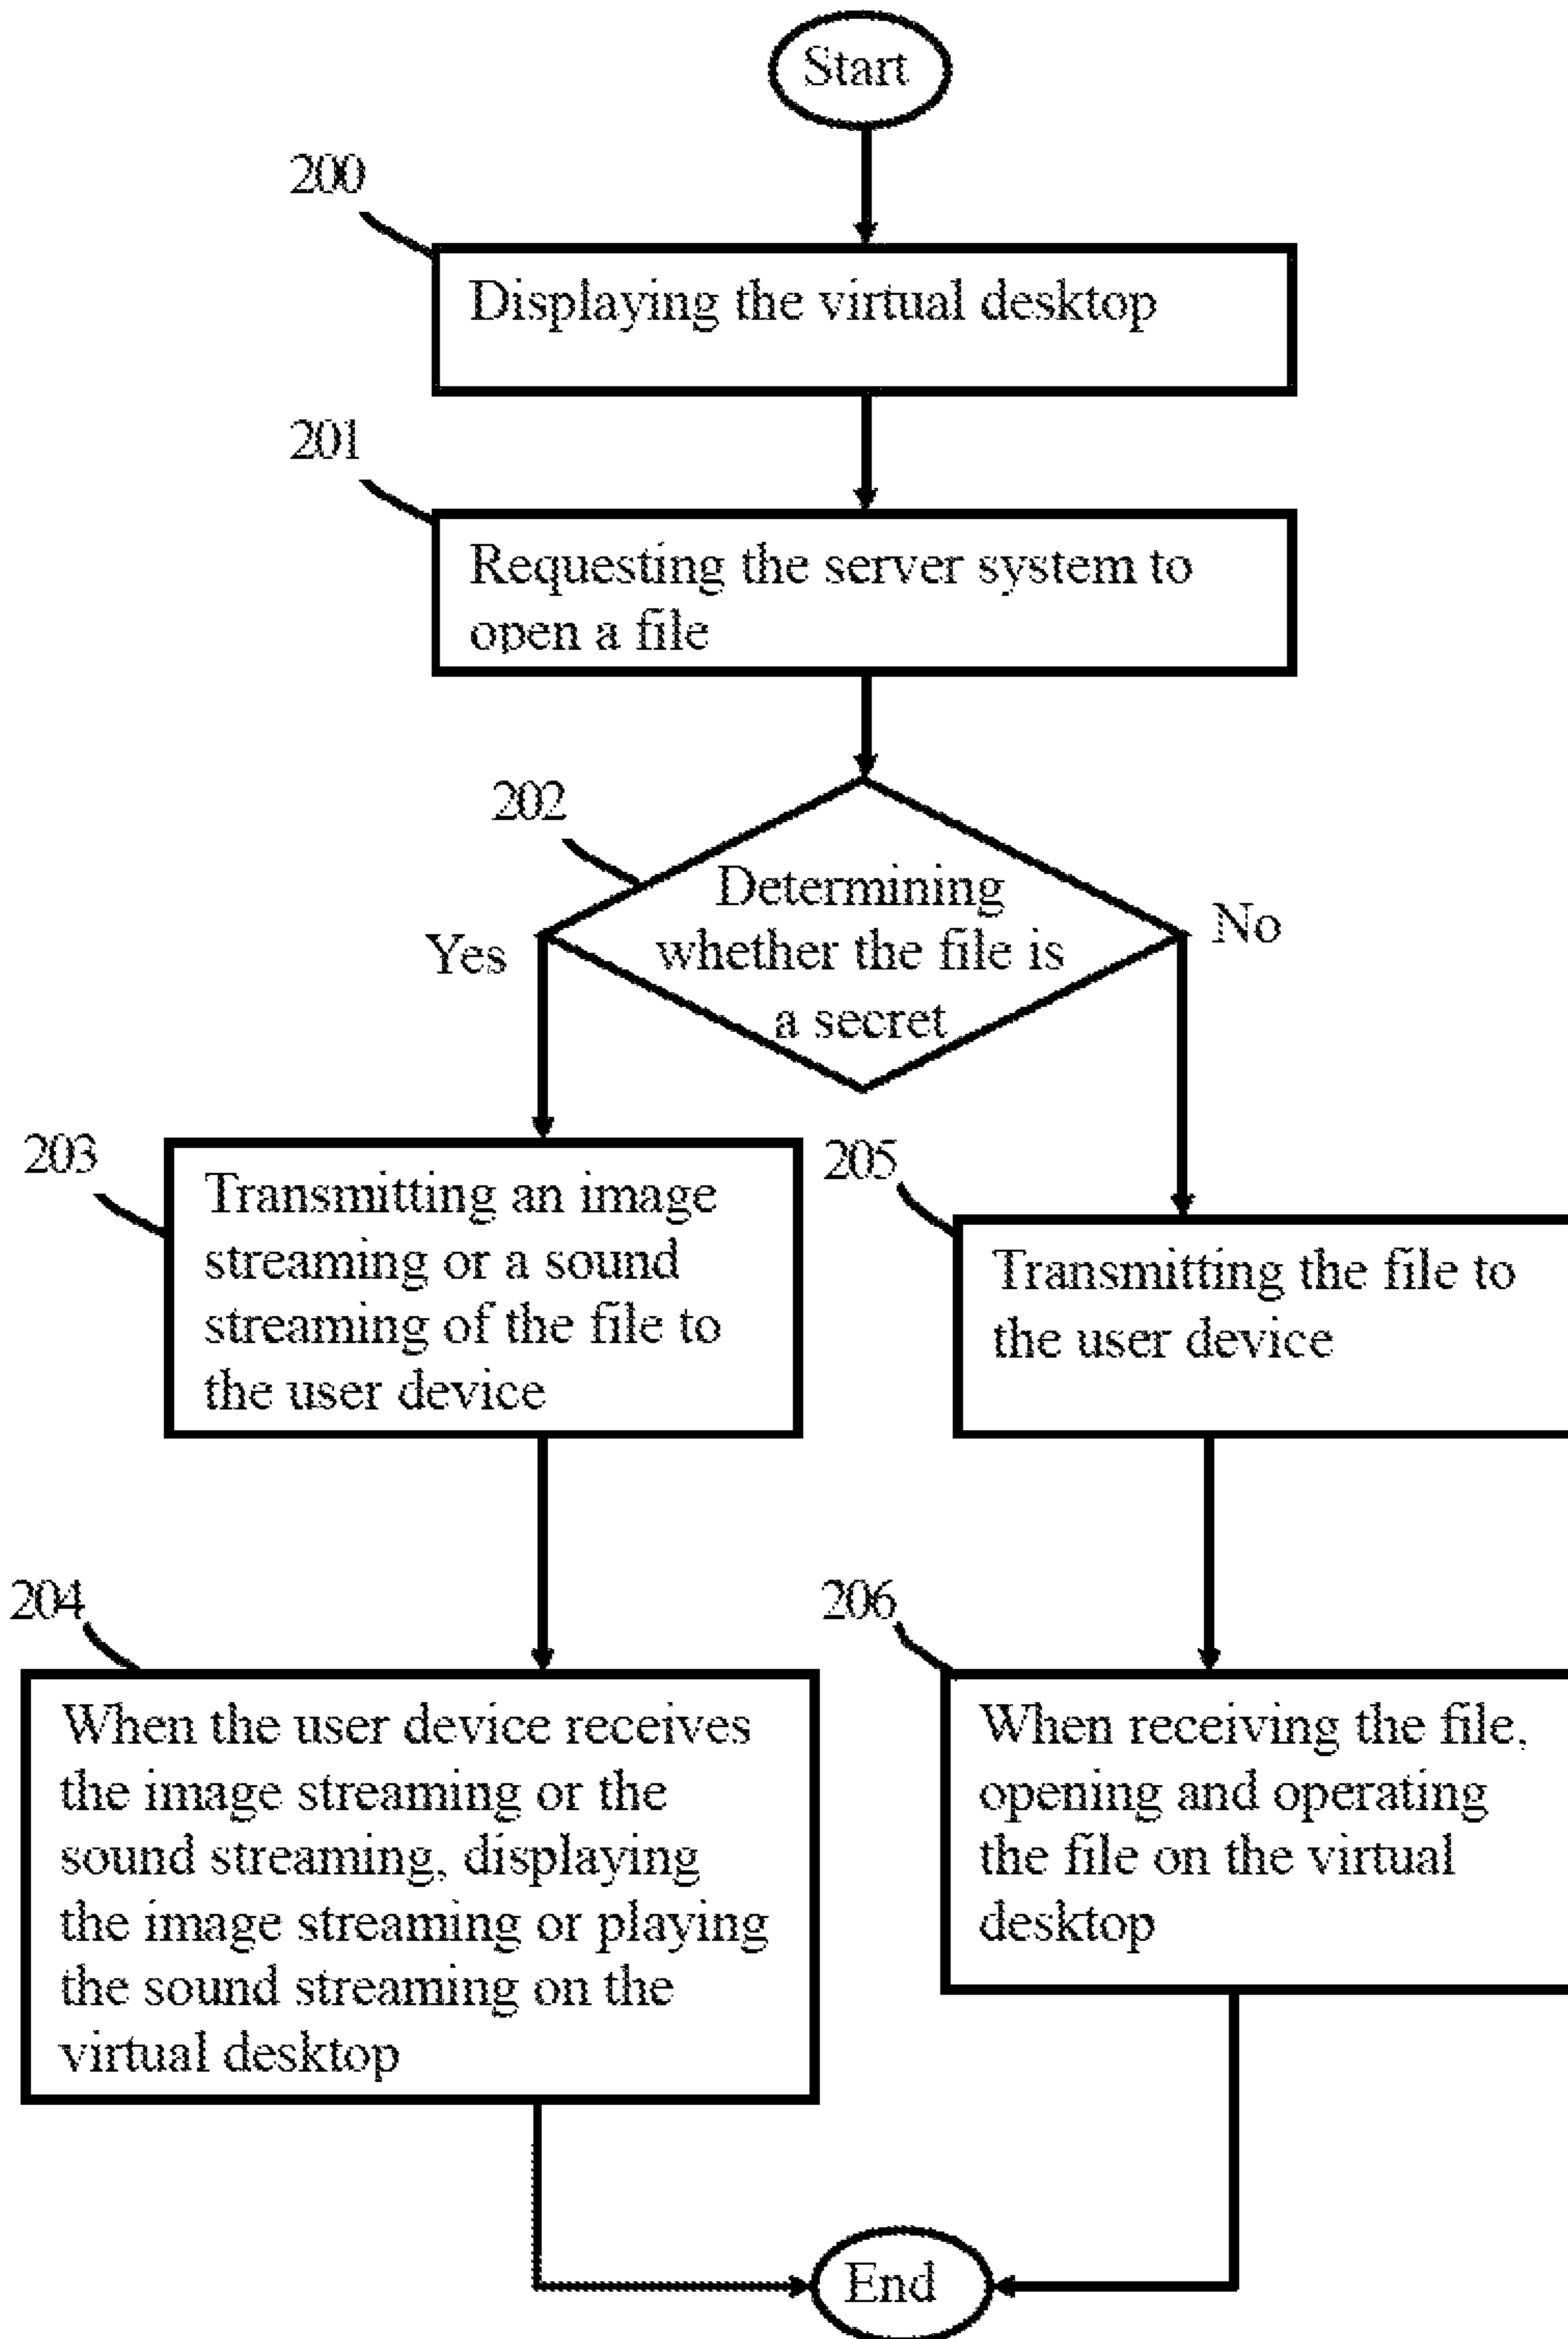 Start
200
Displaying the virtual desktop
201
Requesting the server system to
open a file
202
Determining
whether the file is
a secret
Yes
No
203
Transmitting an image
streaming or a sound
streaming of the file to
the user device
205
Transmitting the file to
the user device
204
When the user device receives
the image streaming or the
sound streaming, displaying
the image streaming or playing
the sound streaming on the
virtual desktop
206
When receiving the file,
opening and operating
the file on the virtual
desktop
End